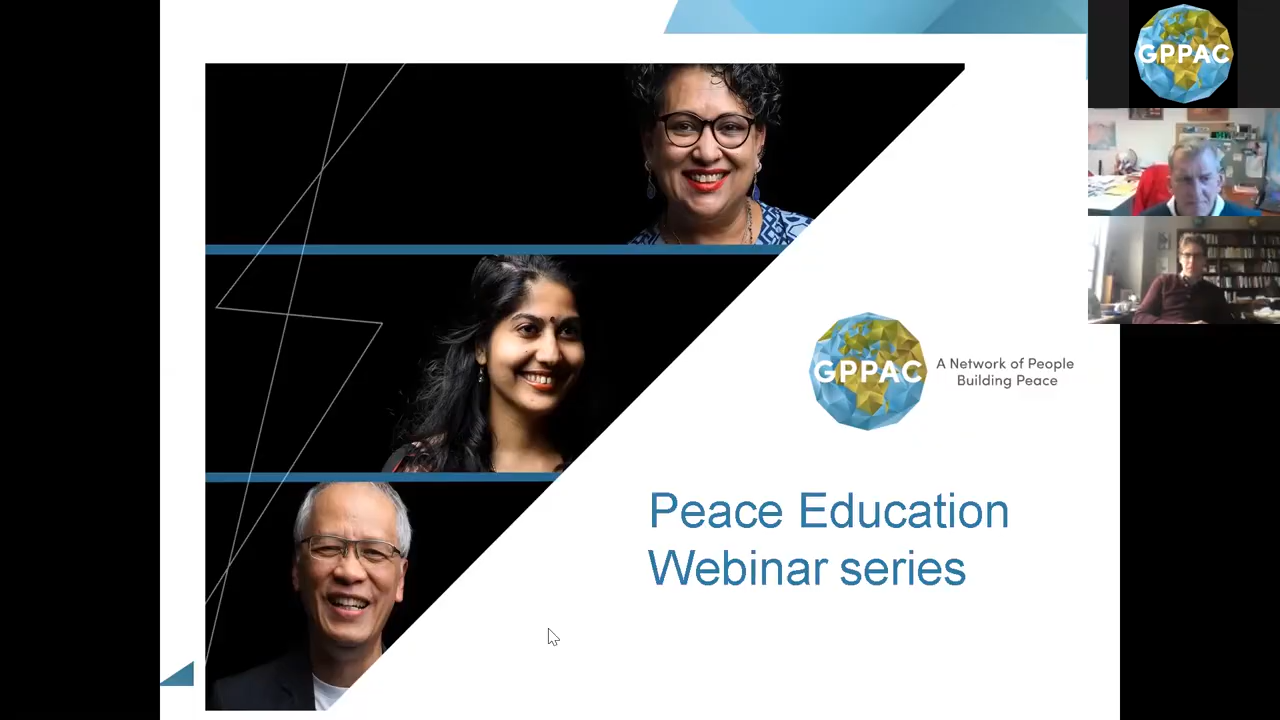 GPPAC
GPPAC
A Network of People
Building Peace
Peace Education
Webinar series